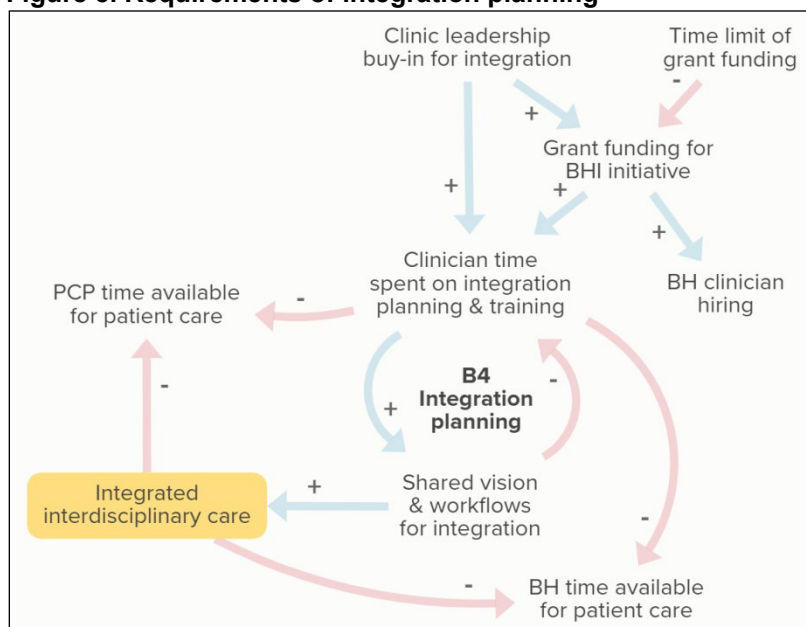 Figure 5. Requirements of integration planning
Clinic leadership
buy-in for integration
Time limit of
grant funding
-
+
Grant funding for
BHI initiative
+
+
+
Clinician time
spent on integration
planning & training
BH clinician
hiring
PCP time available
for patient care
-
B4
Integration
planning
-
+
-
Shared vision
& workflows
for integration
+
Integrated
interdisciplinary care
-
-
BH time available
for patient care